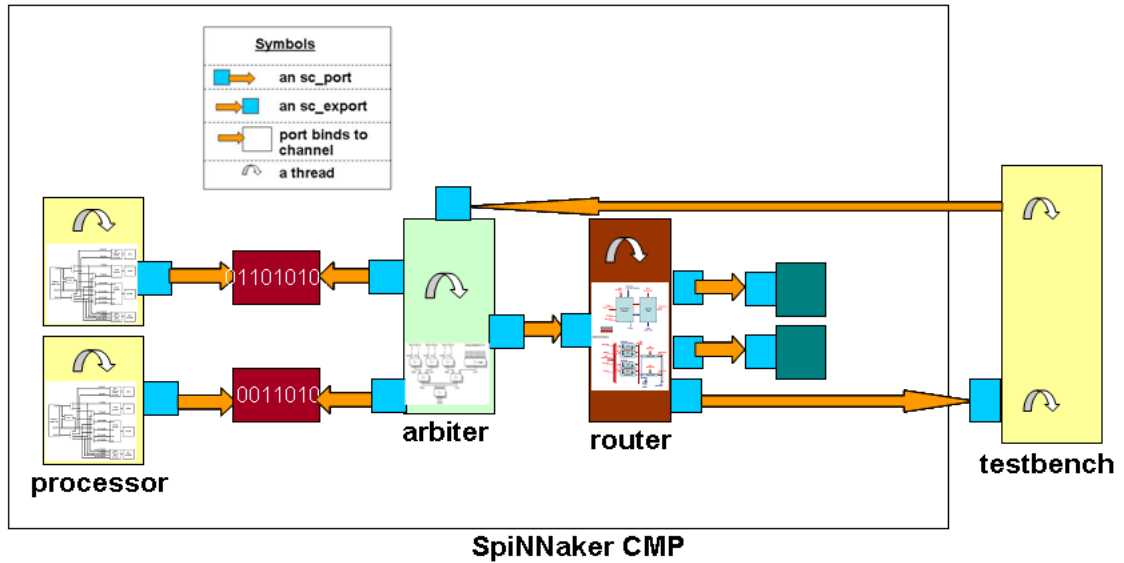 Symbols
an sc_port
an sc_export
port binds to
channel
a thread
01101010
0011010
arbiter
router
processor
testbench
SpiNNaker CMP